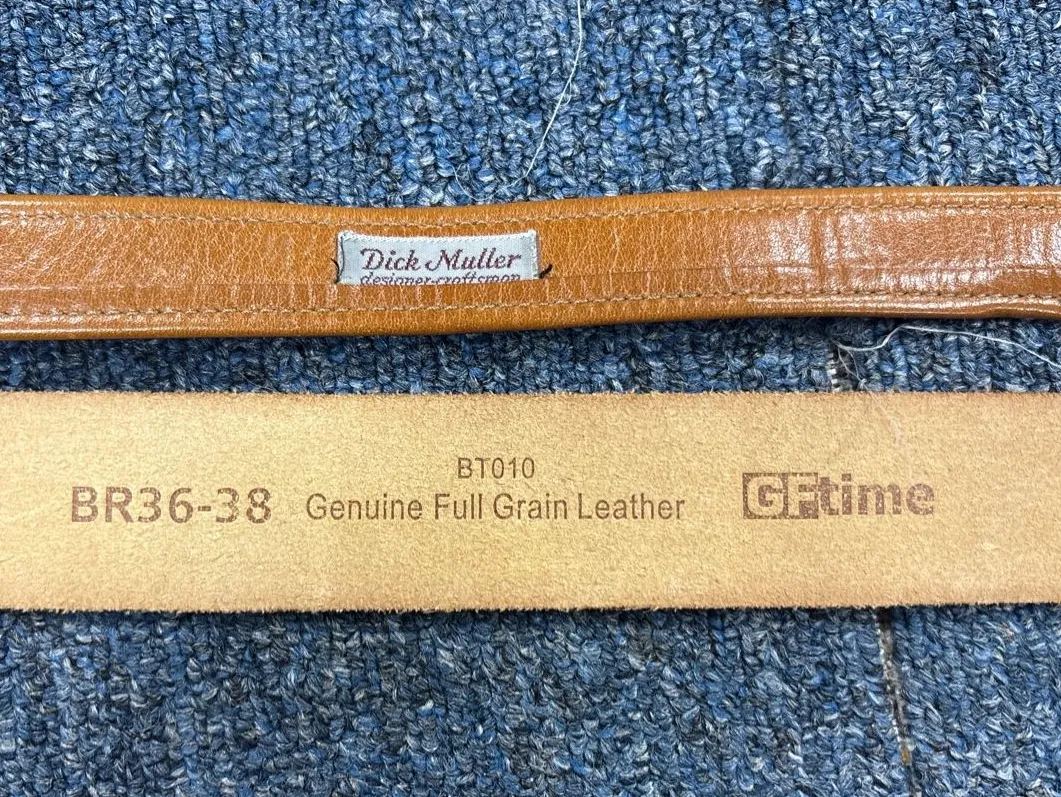 Dick Muller
designer-craftsman
BR36-38
BT010
Genuine Full Grain Leather
GFtime